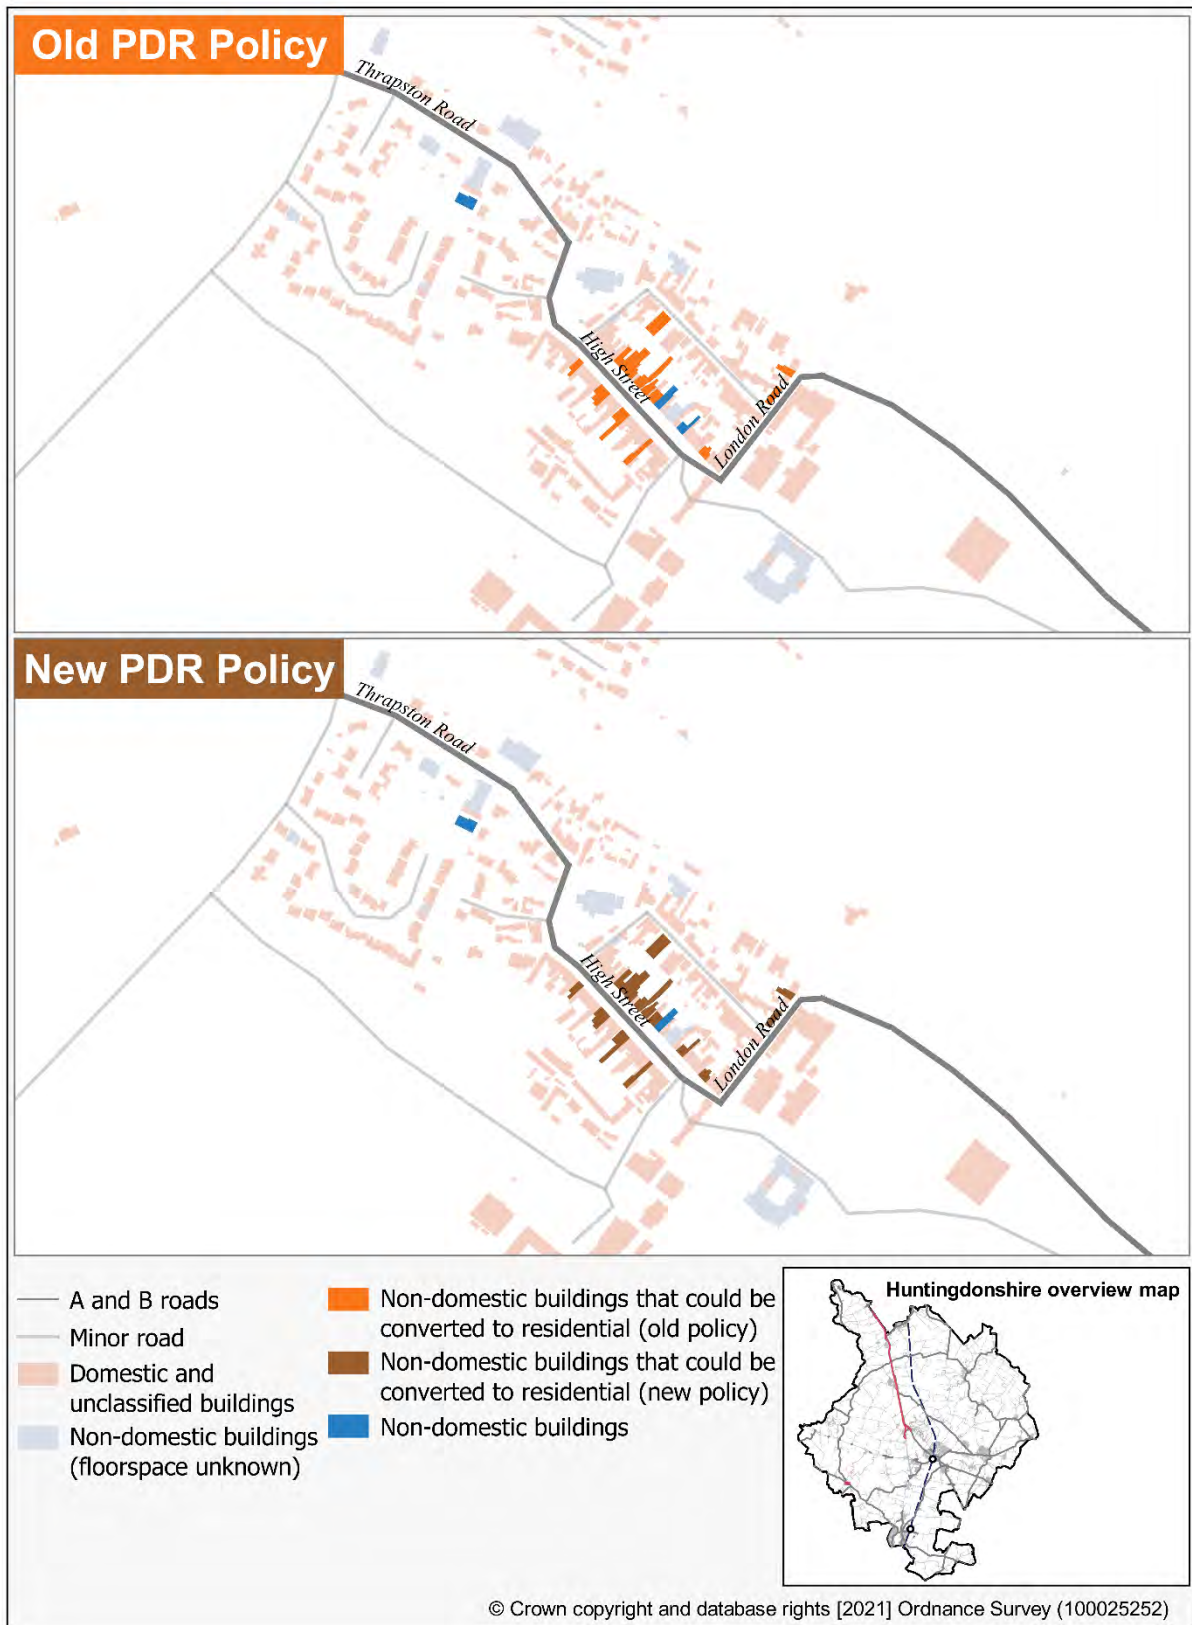 Old PDR Policy
Thrapston Road
High Street
London Road
New PDR Policy
Thrapston Road
High Street
London Road
A and B roads
Minor road
Domestic and
unclassified buildings
Non-domestic buildings
(floorspace unknown)
Non-domestic buildings that could be
converted to residential (old policy)
Non-domestic buildings that could be
converted to residential (new policy)
Non-domestic buildings
Huntingdonshire overview map
© Crown copyright and database rights [2021] Ordnance Survey (100025252)